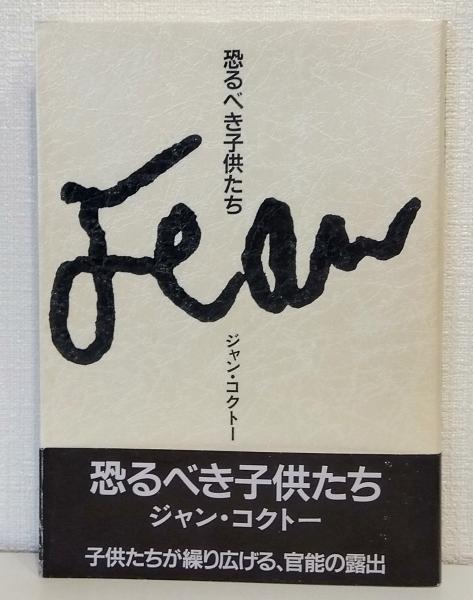 恐るべき子供たち
Jean
ジャン・コクトー
恐るべき子供たち
ジャン・コクトー
子供たちが繰り広げる、官能の露出